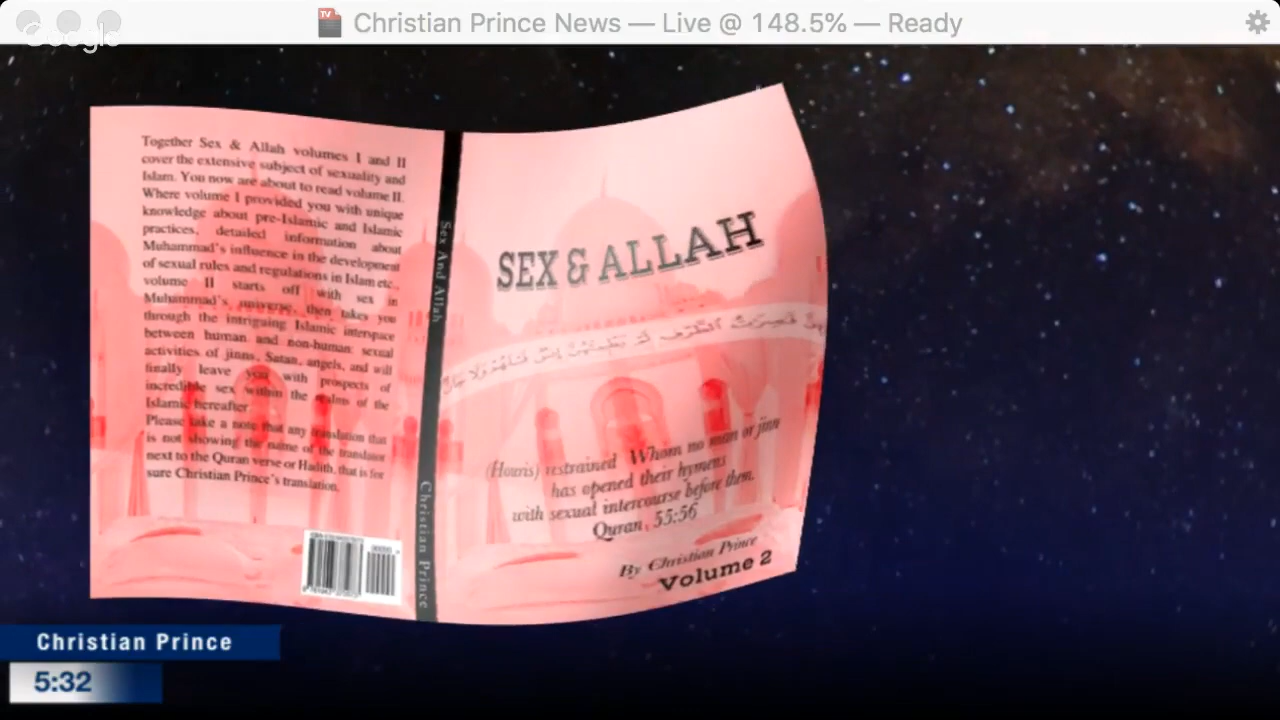 TV
Christian Prince News — Live @ 148.5% — Ready
Google
Together Sex & Allah volumes I and II
cover the extensive subject of sexuality and
Islam. You now are about to read volume II.
Where volume I provided you with unique
knowledge about pre-Islamic and Islamic
practices, detailed information about
Muhammad's influence in the development
of sexual rules and regulations in Islam etc.,
volume II starts off with sex in
Muhammad's universe, then takes you
through the intriguing Islamic interspace
between human and non-human sexual
activities of jinns, Satan, angels, and will
finally leave you with prospects of
incredible sex within the realms of the
Islamic hereafter.
Please take a note that any translation that
is not showing the name of the translator
next to the Quran verse or Hadith, that is for
sure Christian Prince's translation.
Sex And Allah
Christian Prince
SEX & ALLAH
قَٰصِرَٰتُ ٱلطَّرْفِ لَمْ يَطْمِثْهُنَّ إِنسٌ قَبْلَهُمْ وَلَا جَانٌّ
(Houris) restrained Whom no man or jinn
has opened their hymens
with sexual intercourse before them.
Quran, 55:56
By Christian Prince
Volume 2
Christian Prince
5:32